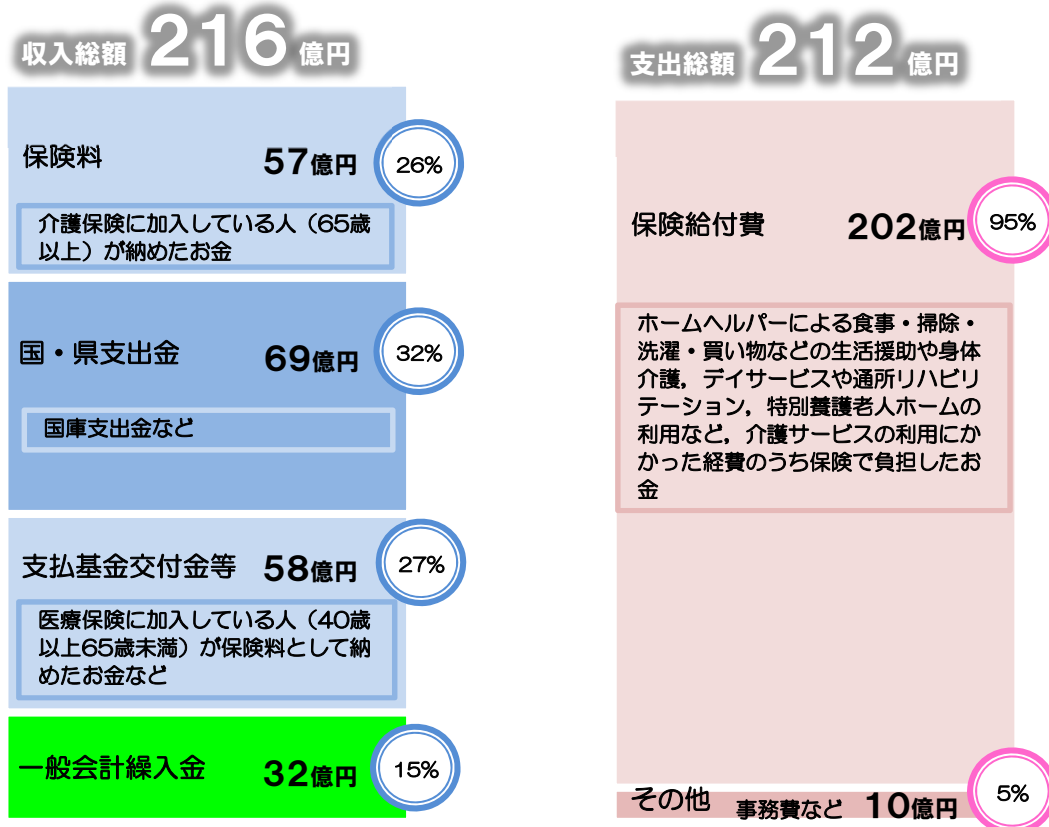 収入総額 216 億円
保険料 57億円 26%
介護保険に加入している人（65歳
以上）が納めたお金
国・県支出金 69億円 32%
国庫支出金など
支払基金交付金等 58億円 27%
医療保険に加入している人（40歳
以上65歳未満）が保険料として納
めたお金など
一般会計繰入金 32億円 15%
支出総額 212 億円
保険給付費 202億円 95%
ホームヘルパーによる食事・掃除・
洗濯・買い物などの生活援助や身体
介護，デイサービスや通所リハビリ
テーション，特別養護老人ホームの
利用など，介護サービスの利用にか
かった経費のうち保険で負担したお
金
その他 事務費など 10億円 5%